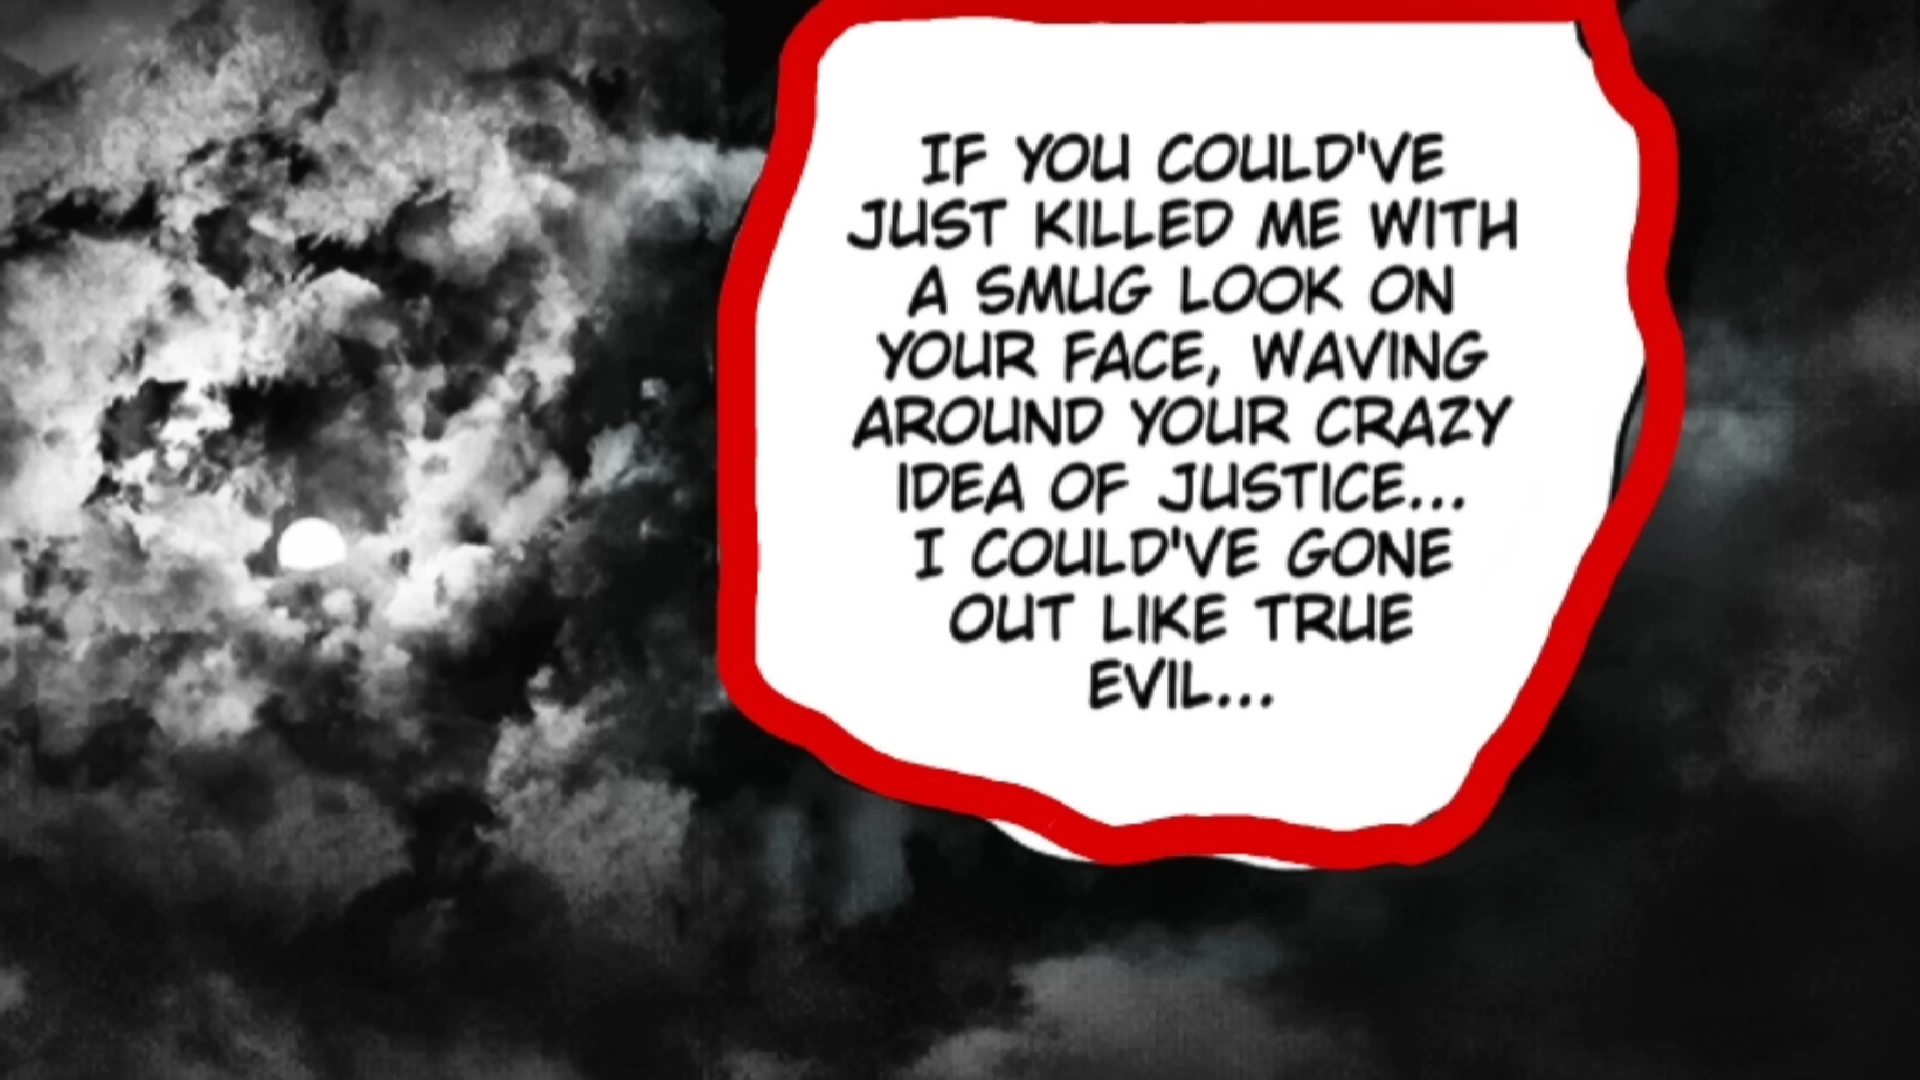 IF YOU COULD'VE
JUST KILLED ME WITH
A SMUG LOOK ON
YOUR FACE, WAVING
AROUND YOUR CRAZY
IDEA OF JUSTICE...
I COULD'VE GONE
OUT LIKE TRUE
EVIL...